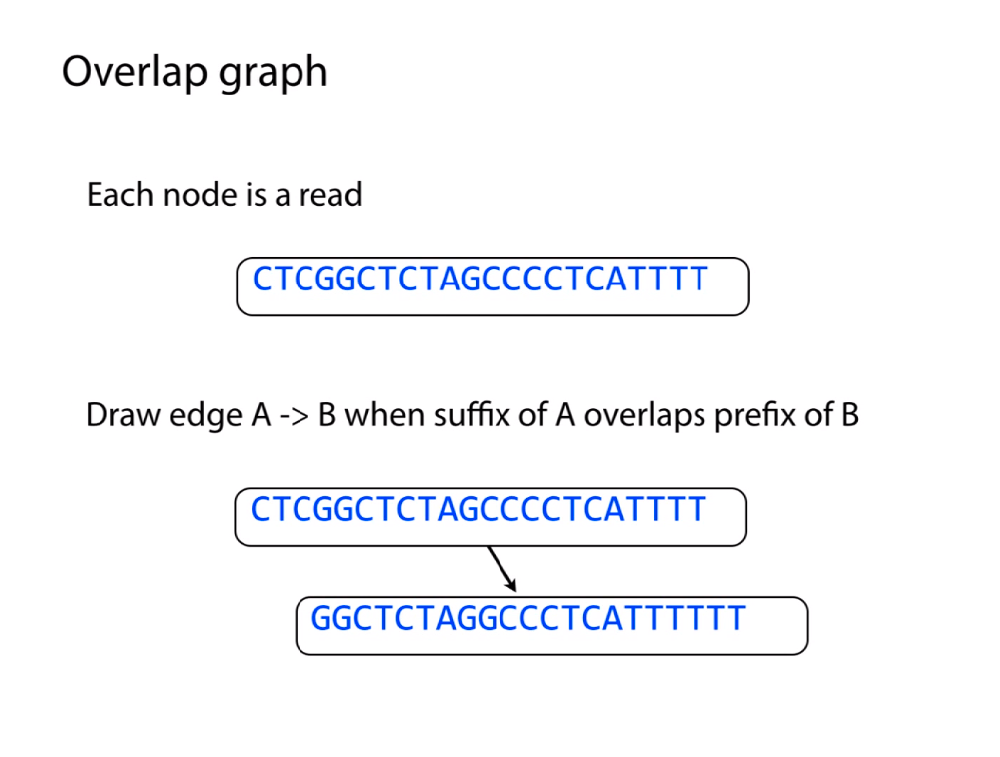 Overlap graph
Each node is a read
CTCGGCTCTAGCCCCTCATTTT
Draw edge A -> B when suffix of A overlaps prefix of B
CTCGGCTCTAGCCCCTCATTTT
GGCTCTAGGCCCTCATTTTTT